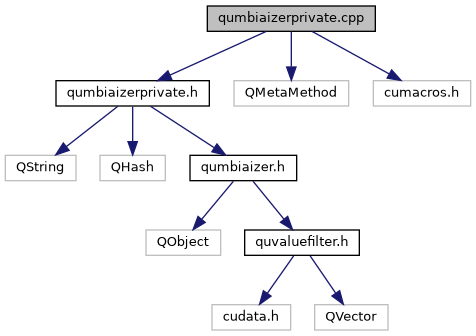 qumbiaizerprivate.cpp
qumbiaizerprivate.h
QMetaMethod
cumacros.h
QString
QHash
qumbiaizer.h
QObject
quvaluefilter.h
cudata.h
QVector